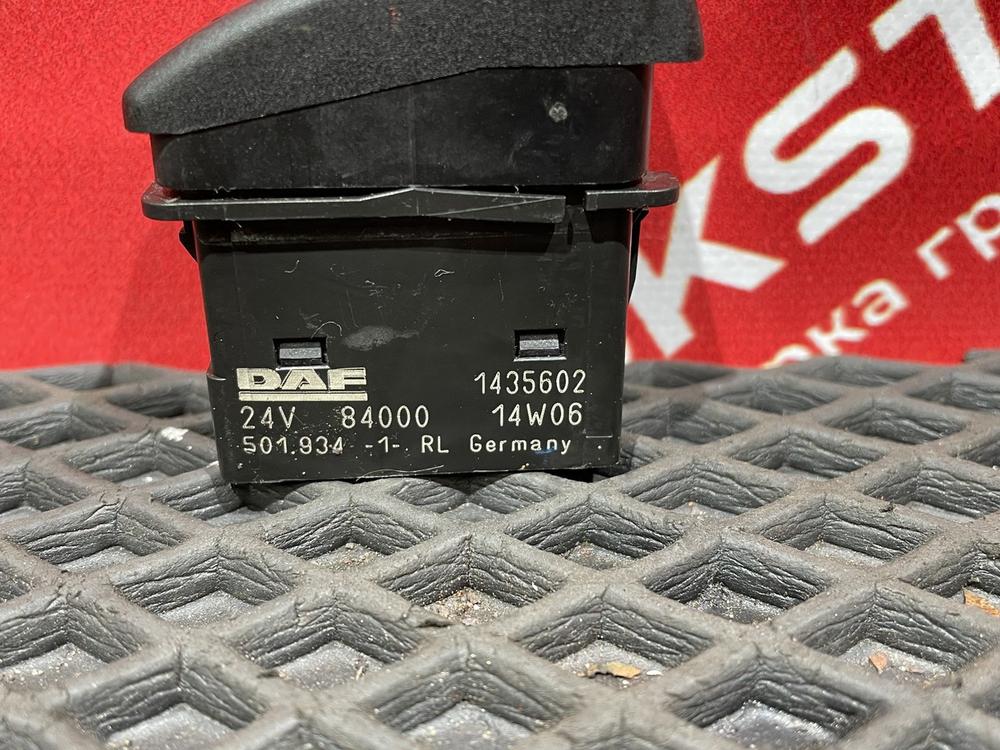 DAF 1435602
24V 84000 14W06
501.934 -1- RL Germany